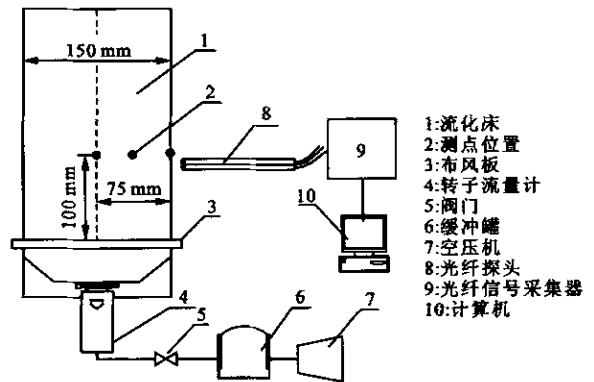 150 mm
1
2
8
9
75 mm
100 mm
10
3
4
5
6
7
1:流化床
2:测点位置
3:布风板
4:转子流量计
5:阀门
6:缓冲罐
7:空压机
8:光纤探头
9:光纤信号采集器
10:计算机